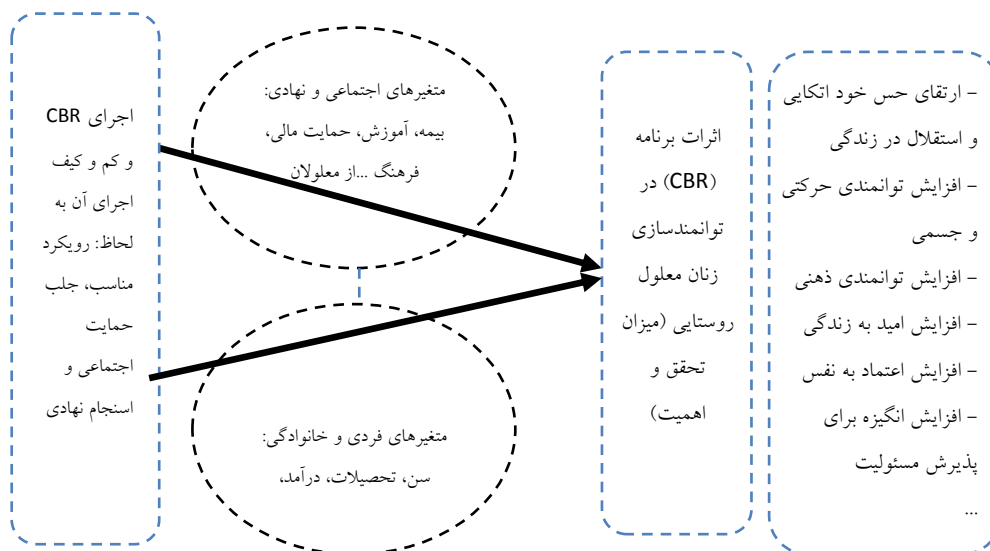 اجرای CBR
و کم و کیف
اجرای آن به
لحاظ: رویکرد
مناسب، جلب
حمایت
اجتماعی و
اسنجام نهادی
متغیرهای اجتماعی و نهادی:
بیمه، آموزش، حمایت مالی،
فرهنگ ...از معلولان
متغیرهای فردی و خانوادگی:
سن، تحصیلات، درآمد،
اثرات برنامه
(CBR) در
توانمندسازی
زنان معلول
روستایی (میزان
تحقق و
اهمیت)
- ارتقای حس خود اتکایی
و استقلال در زندگی
- افزایش توانمندی حرکتی
و جسمی
- افزایش توانمندی ذهنی
- افزایش امید به زندگی
- افزایش اعتماد به نفس
- افزایش انگیزه برای
پذیرش مسئولیت
...